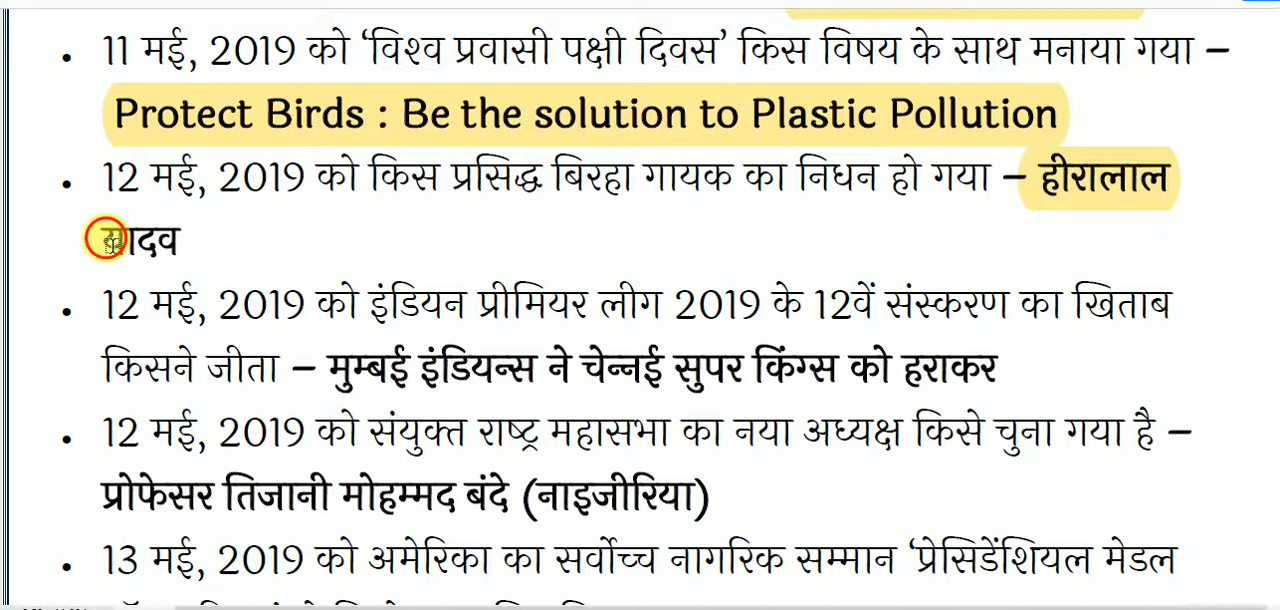 • 11 मई, 2019 को ‘विश्व प्रवासी पक्षी दिवस’ किस विषय के साथ मनाया गया –
Protect Birds : Be the solution to Plastic Pollution
• 12 मई, 2019 को किस प्रसिद्ध बिरहा गायक का निधन हो गया – हीरालाल
यादव
• 12 मई, 2019 को इंडियन प्रीमियर लीग 2019 के 12वें संस्करण का खिताब
किसने जीता – मुम्बई इंडियन्स ने चेन्नई सुपर किंग्स को हराकर
• 12 मई, 2019 को संयुक्त राष्ट्र महासभा का नया अध्यक्ष किसे चुना गया है –
प्रोफेसर तिजानी मोहम्मद बंदे (नाइजीरिया)
• 13 मई, 2019 को अमेरिका का सर्वोच्च नागरिक सम्मान ‘प्रेसिडेंशियल मेडल